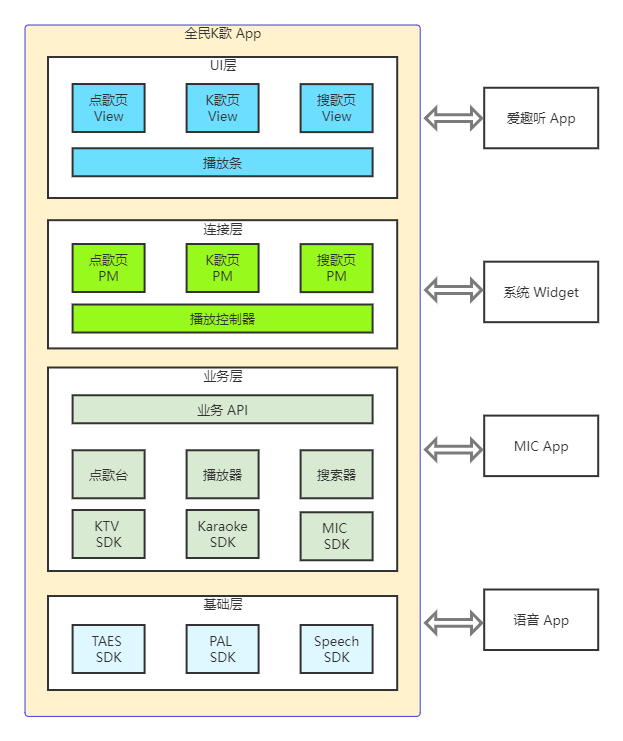 全民K歌 App
UI层
点歌页
View
K歌页
View
搜歌页
View
播放条
爱趣听 App
连接层
点歌页
PM
K歌页
PM
搜歌页
PM
播放控制器
系统 Widget
业务层
业务 API
点歌台
播放器
搜索器
KTV
SDK
Karaoke
SDK
MIC
SDK
MIC App
基础层
TAES
SDK
PAL
SDK
Speech
SDK
语音 App